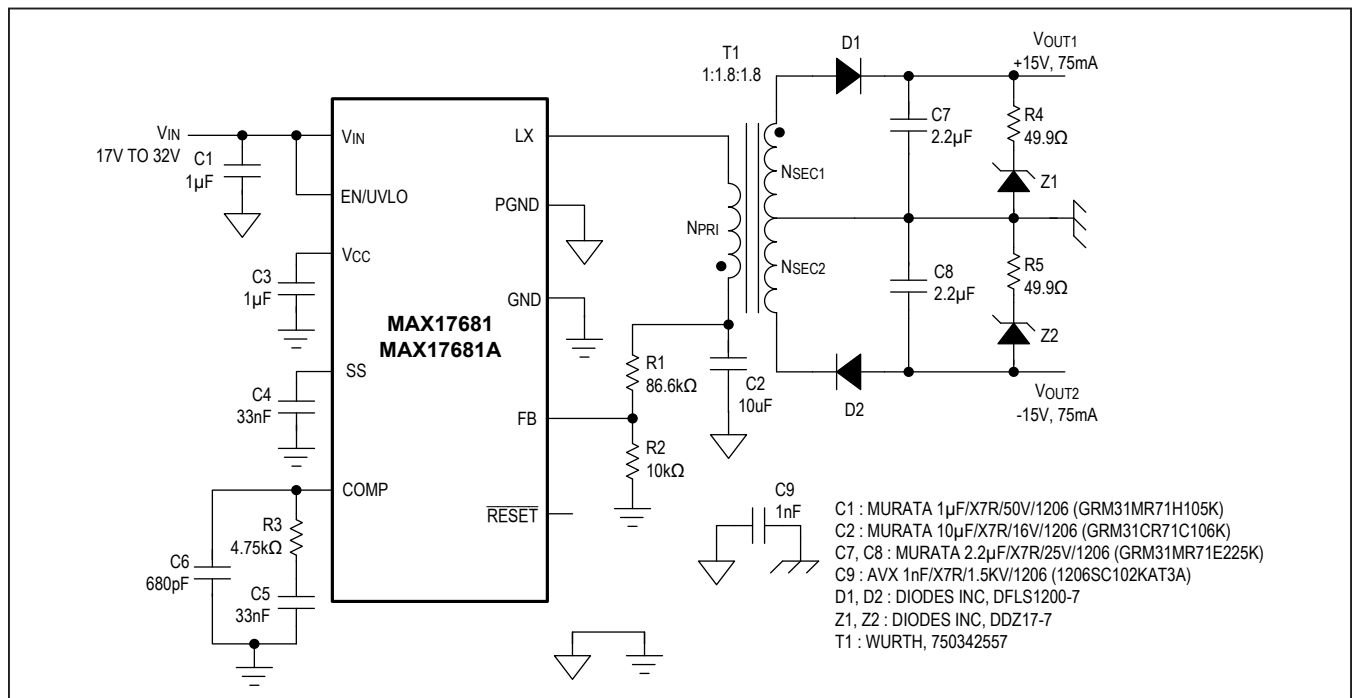 T1
1:1.8:1.8
D1
VOUT1
+15V, 75mA
VIN
17V TO 32V
C1
1µF
VIN
EN/UVLO
LX
PGND
NPRI
NSEC1
NSEC2
C7
2.2µF
R4
49.9Ω
Z1
C8
2.2µF
R5
49.9Ω
Z2
VCC
C3
1µF
GND
MAX17681
MAX17681A
SS
C4
33nF
FB
R1
86.6kΩ
C2
10uF
R2
10kΩ
D2
VOUT2
-15V, 75mA
COMP
R3
4.75kΩ
C6
680pF
C5
33nF
RESET
C9
1nF
C1 : MURATA 1µF/X7R/50V/1206 (GRM31MR71H105K)
C2 : MURATA 10µF/X7R/16V/1206 (GRM31CR71C106K)
C7, C8 : MURATA 2.2µF/X7R/25V/1206 (GRM31MR71E225K)
C9 : AVX 1nF/X7R/1.5KV/1206 (1206SC102KAT3A)
D1, D2 : DIODES INC, DFLS1200-7
Z1, Z2 : DIODES INC, DDZ17-7
T1 : WURTH, 750342557